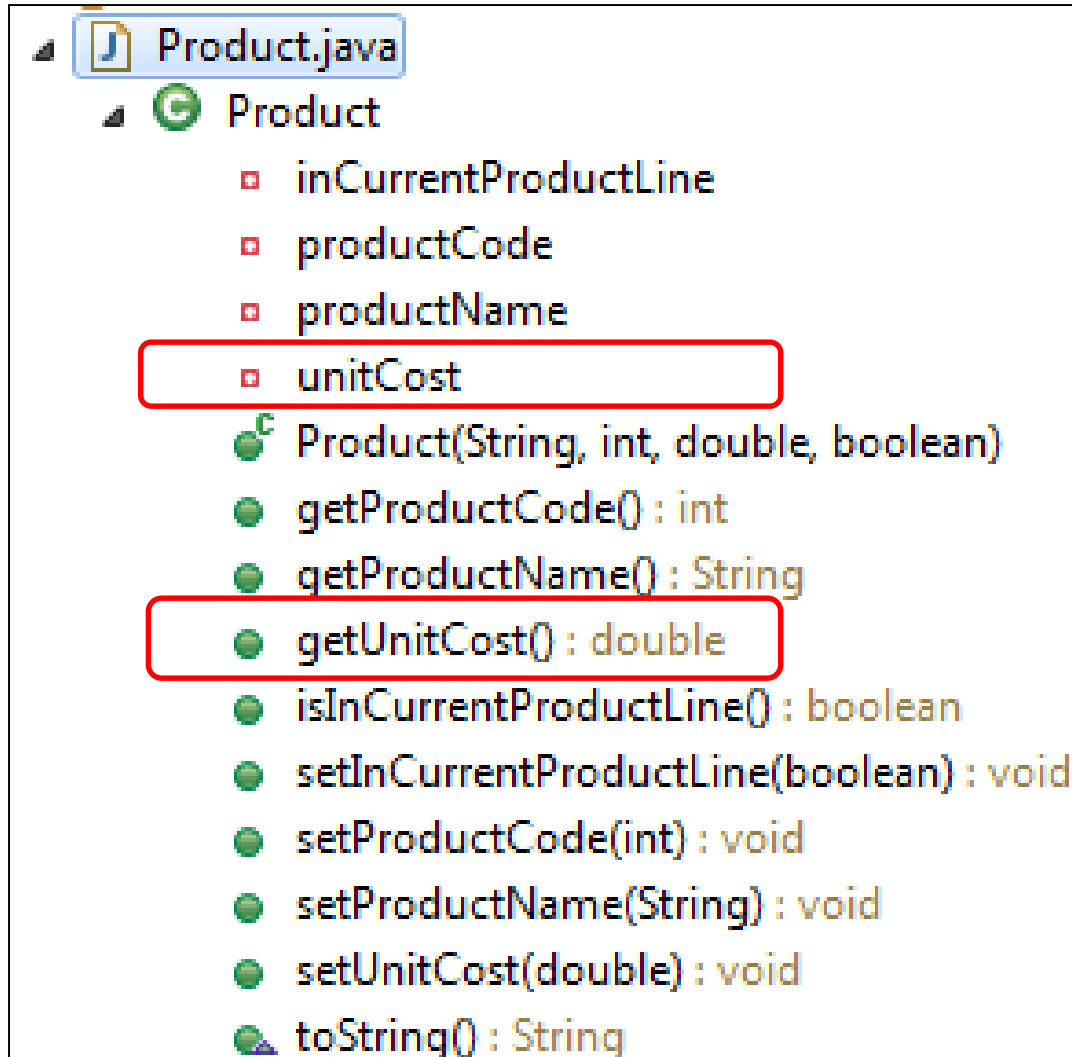 Product.java
Product
inCurrentProductLine
productCode
productName
unitCost
Product(String, int, double, boolean)
getProductCode() : int
getProductName() : String
getUnitCost() : double
isInCurrentProductLine() : boolean
setInCurrentProductLine(boolean) : void
setProductCode(int) : void
setProductName(String) : void
setUnitCost(double) : void
toString() : String